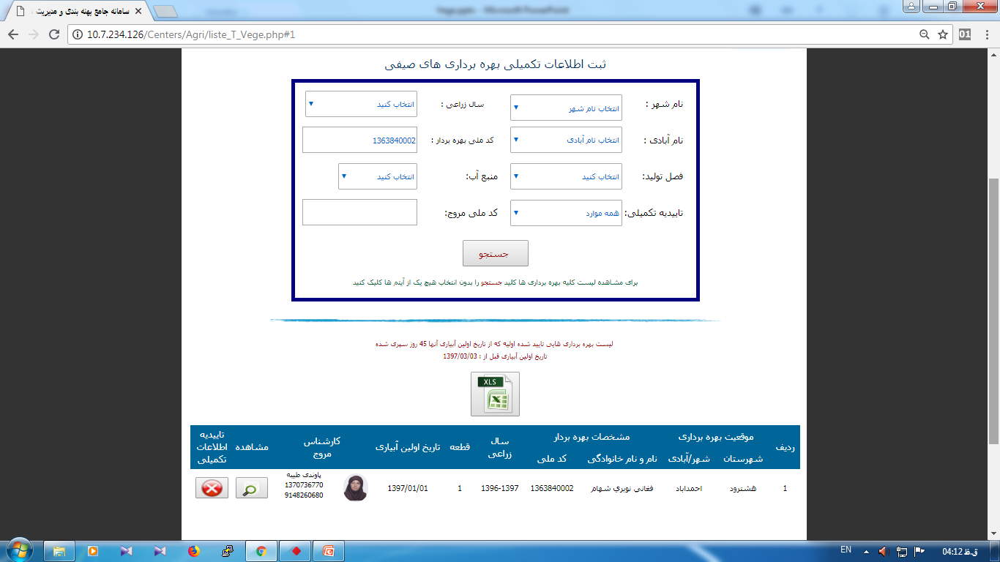 سامانه جامع پهنه بندی و مدیریت
10.7.234.126/Centers/Agri/liste_T_Vege.php#1
01
ثبت اطلاعات تکمیلی بهره برداری های صیفی
نام شهر : انتخاب نام شهر سال زراعی : انتخاب کنید
نام آبادی : انتخاب نام آبادی کد ملی بهره بردار : 1363840002
فصل تولید: انتخاب کنید منبع آب: انتخاب کنید
تاییدیه تکمیلی: همه موارد کد ملی مروج:
جستجو
برای مشاهده لیست کلیه بهره برداری ها کلید جستجو را بدون انتخاب هیچ یک از آیتم ها کلیک کنید
لیست بهره برداری هایی تایید شده اولیه که از تاریخ اولین آبیاری آنها 45 روز سپری شده
تاریخ اولین آبیاری قبل از : 1397/03/03
XLS
ردیف موقعیت بهره برداری مشخصات بهره بردار سال زراعی قطعه تاریخ اولین آبیاری کارشناس مروج مشاهده تاییدیه اطلاعات تکمیلی
شهرستان شهر/آبادی نام و نام خانوادگی کد ملی
1 هشترود احمداباد فغاني نوبري شهام 1363840002 1396-1397 1 1397/01/01 پاوندی طیبه
1370736770
9148260680
EN
04:12 ق.ظ